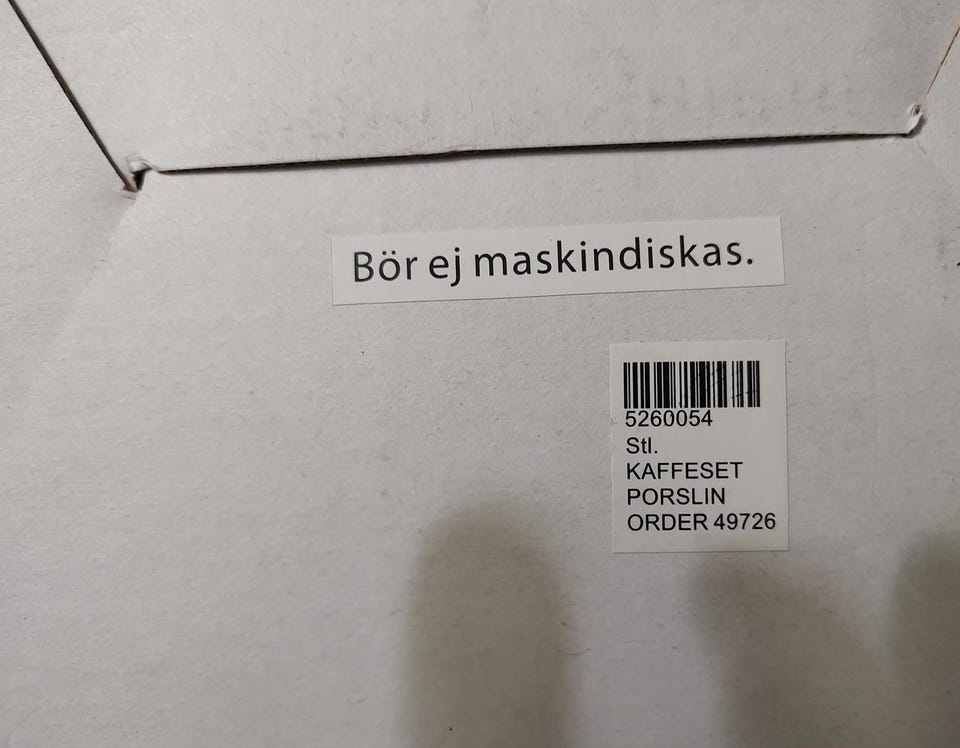 Bör ej maskindiskas.
5260054
Stl.
KAFFESET
PORSLIN
ORDER 49726